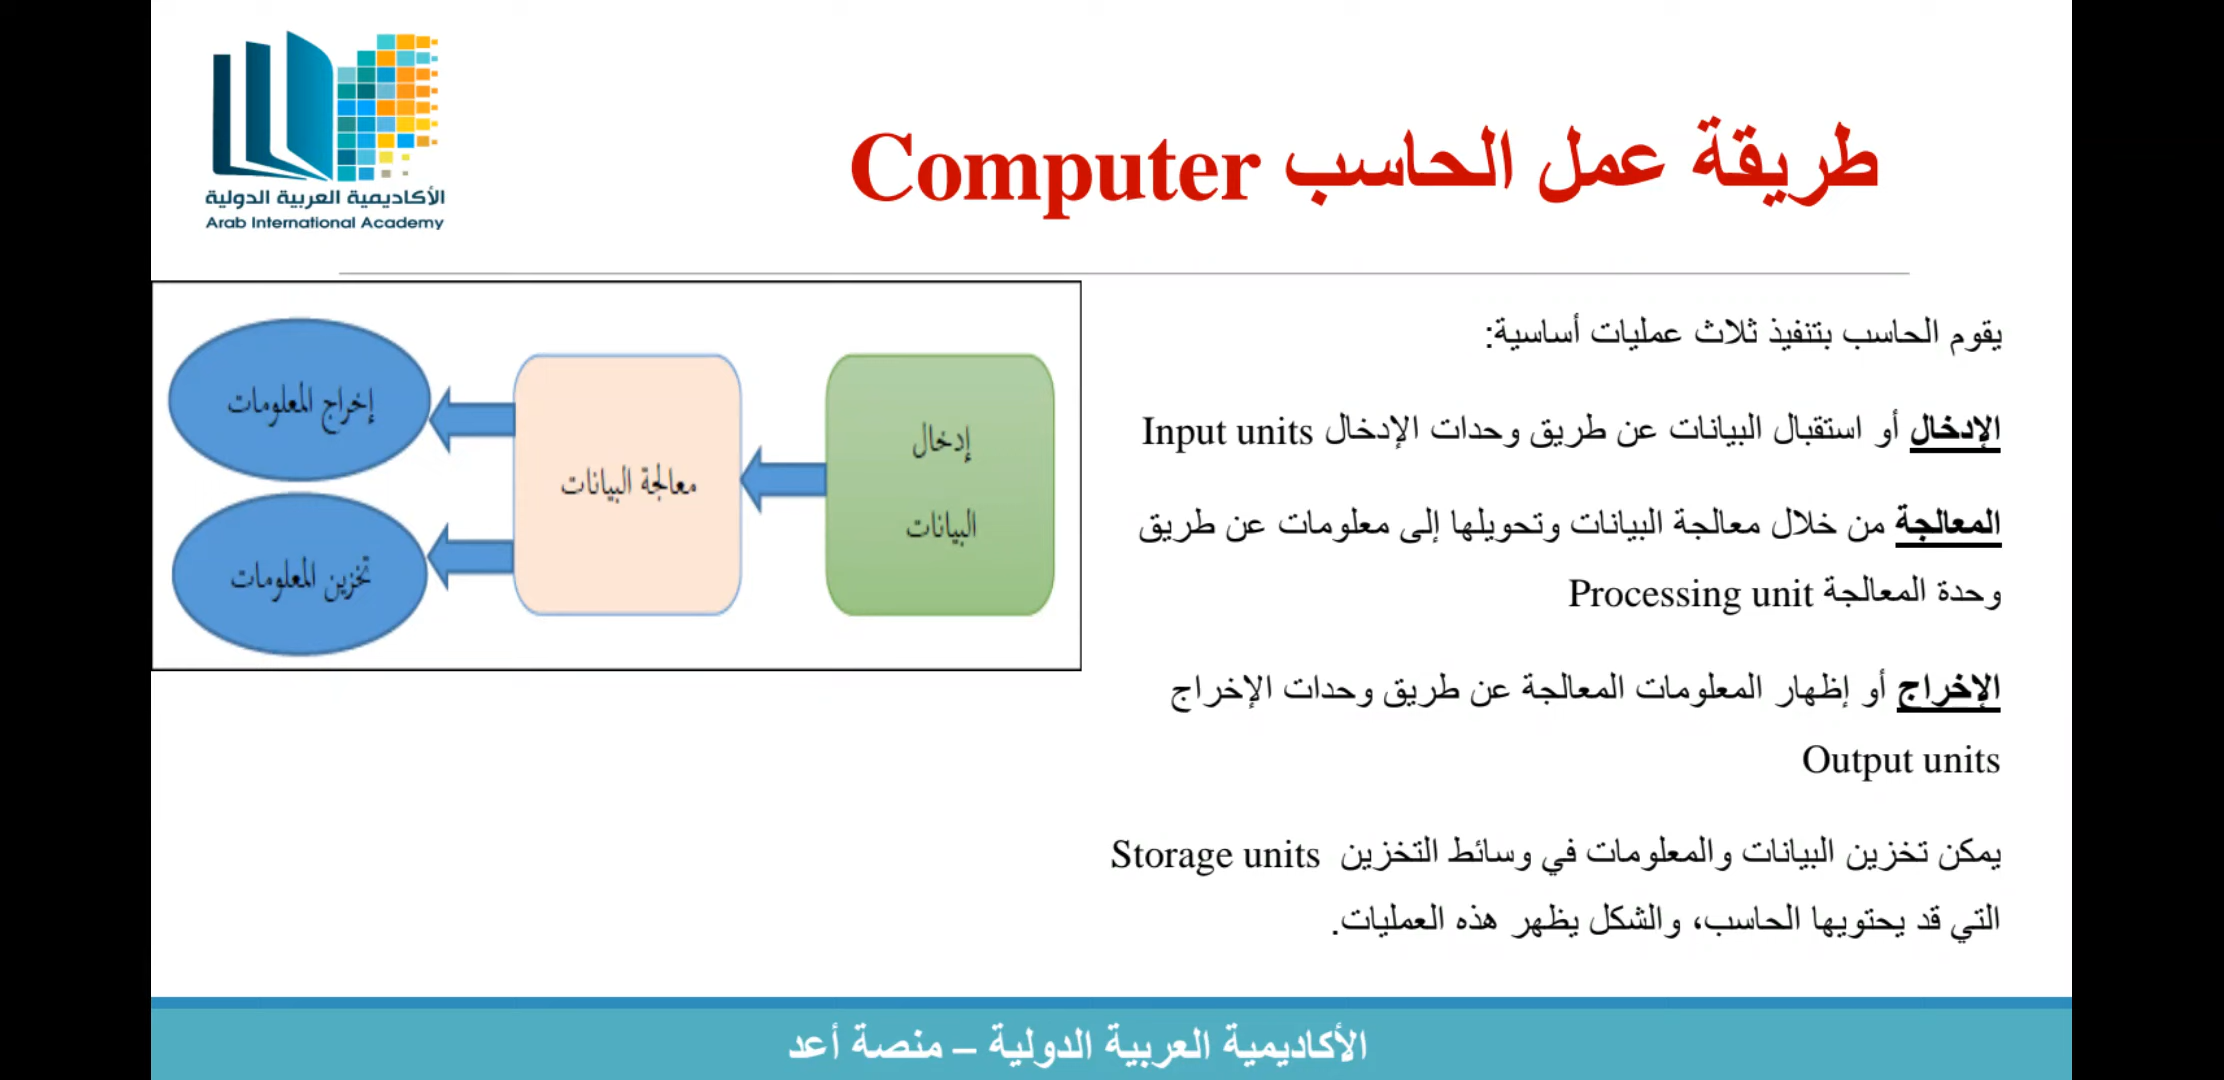 الأكاديمية العربية الدولية
Arab International Academy
طريقة عمل الحاسب Computer
يقوم الحاسب بتنفيذ ثلاث عمليات أساسية:
الإدخال أو استقبال البيانات عن طريق وحدات الإدخال Input units
المعالجة من خلال معالجة البيانات وتحويلها إلى معلومات عن طريق
وحدة المعالجة Processing unit
الإخراج أو إظهار المعلومات المعالجة عن طريق وحدات الإخراج
Output units
يمكن تخزين البيانات والمعلومات في وسائط التخزين Storage units
التي قد يحتويها الحاسب، والشكل يظهر هذه العمليات.
إدخال
البيانات
معالجة البيانات
إخراج المعلومات
تخزين المعلومات
الأكاديمية العربية الدولية – منصة أعد